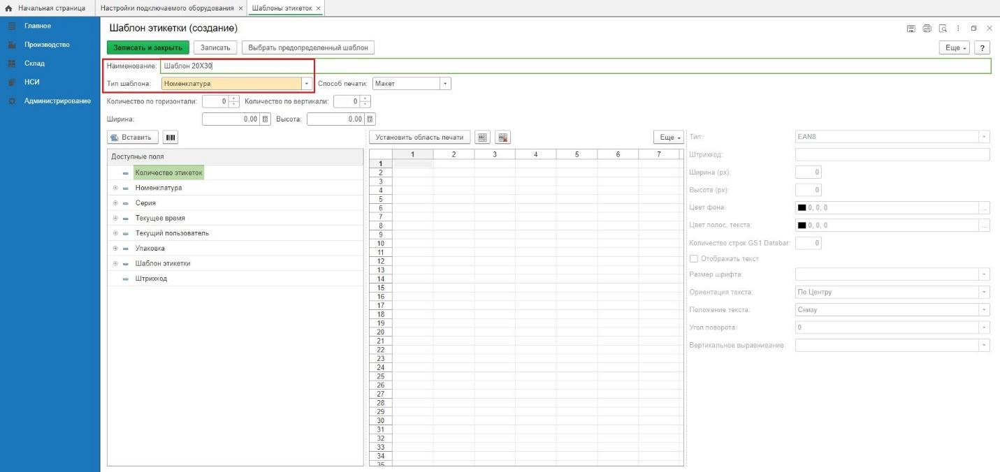 Начальная страница
Настройки подключаемого оборудования ×
Шаблоны этикеток ×
Главное
Производство
Склад
НСИ
Администрирование
Шаблон этикетки (создание)
Записать и закрыть
Записать
Выбрать предопределенный шаблон
Еще
?
Наименование: Шаблон 20X30
Тип шаблона: Номенклатура
Способ печати: Макет
Количество по горизонтали: 0
Количество по вертикали: 0
Ширина: 0,00
Высота: 0,00
Вставить
Доступные поля
Количество этикеток
Номенклатура
Серия
Текущее время
Текущий пользователь
Упаковка
Шаблон этикетки
Штрихкод
Установить область печати
Еще
1 2 3 4 5 6 7
1
2
3
4
5
6
7
8
9
10
11
12
13
14
15
16
17
18
19
20
21
22
23
24
25
26
27
28
29
30
31
32
33
34
35
Тип: EAN8
Штрихкод:
Ширина (px): 0
Высота (px): 0
Цвет фона: 0, 0, 0 ...
Цвет полос, текста: 0, 0, 0 ...
Количество строк GS1 Databar: 0
Отображать текст
Размер шрифта:
Ориентация текста: По Центру
Положение текста: Снизу
Угол поворота: 0
Вертикальное выравнивание: